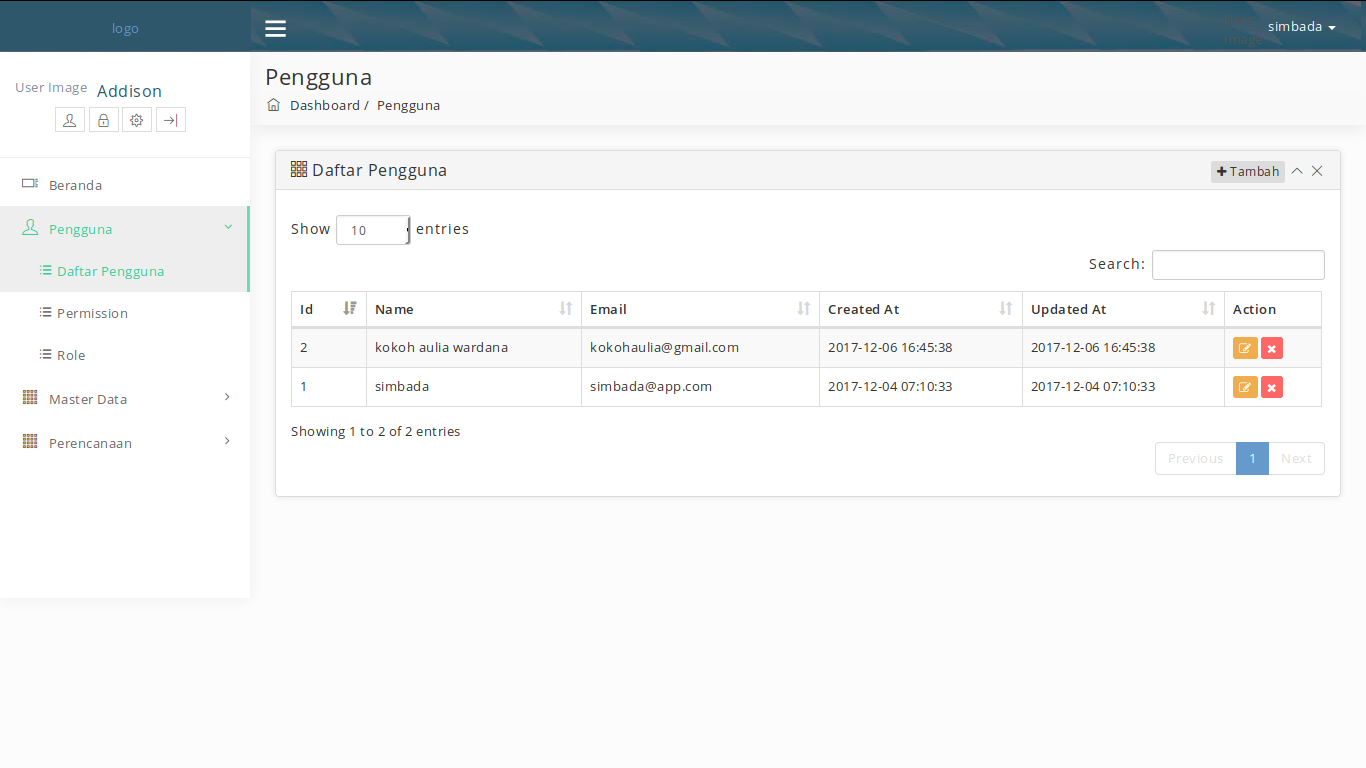 logo
simbada
User Image Addison
Beranda
Pengguna
Daftar Pengguna
Permission
Role
Master Data
Perencanaan
Pengguna
Dashboard / Pengguna
Daftar Pengguna
Tambah
Show 10 entries
Search:
Id Name Email Created At Updated At Action
2 kokoh aulia wardana kokohaulia@gmail.com 2017-12-06 16:45:38 2017-12-06 16:45:38
1 simbada simbada@app.com 2017-12-04 07:10:33 2017-12-04 07:10:33
Showing 1 to 2 of 2 entries
Previous 1 Next